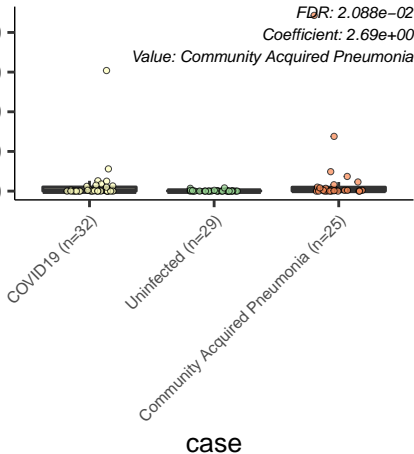 FDR: 2.088e−02
Coefficient: 2.69e+00
Value: Community Acquired Pneumonia
COVID19 (n=32)
Uninfected (n=29)
Community Acquired Pneumonia (n=25)
case